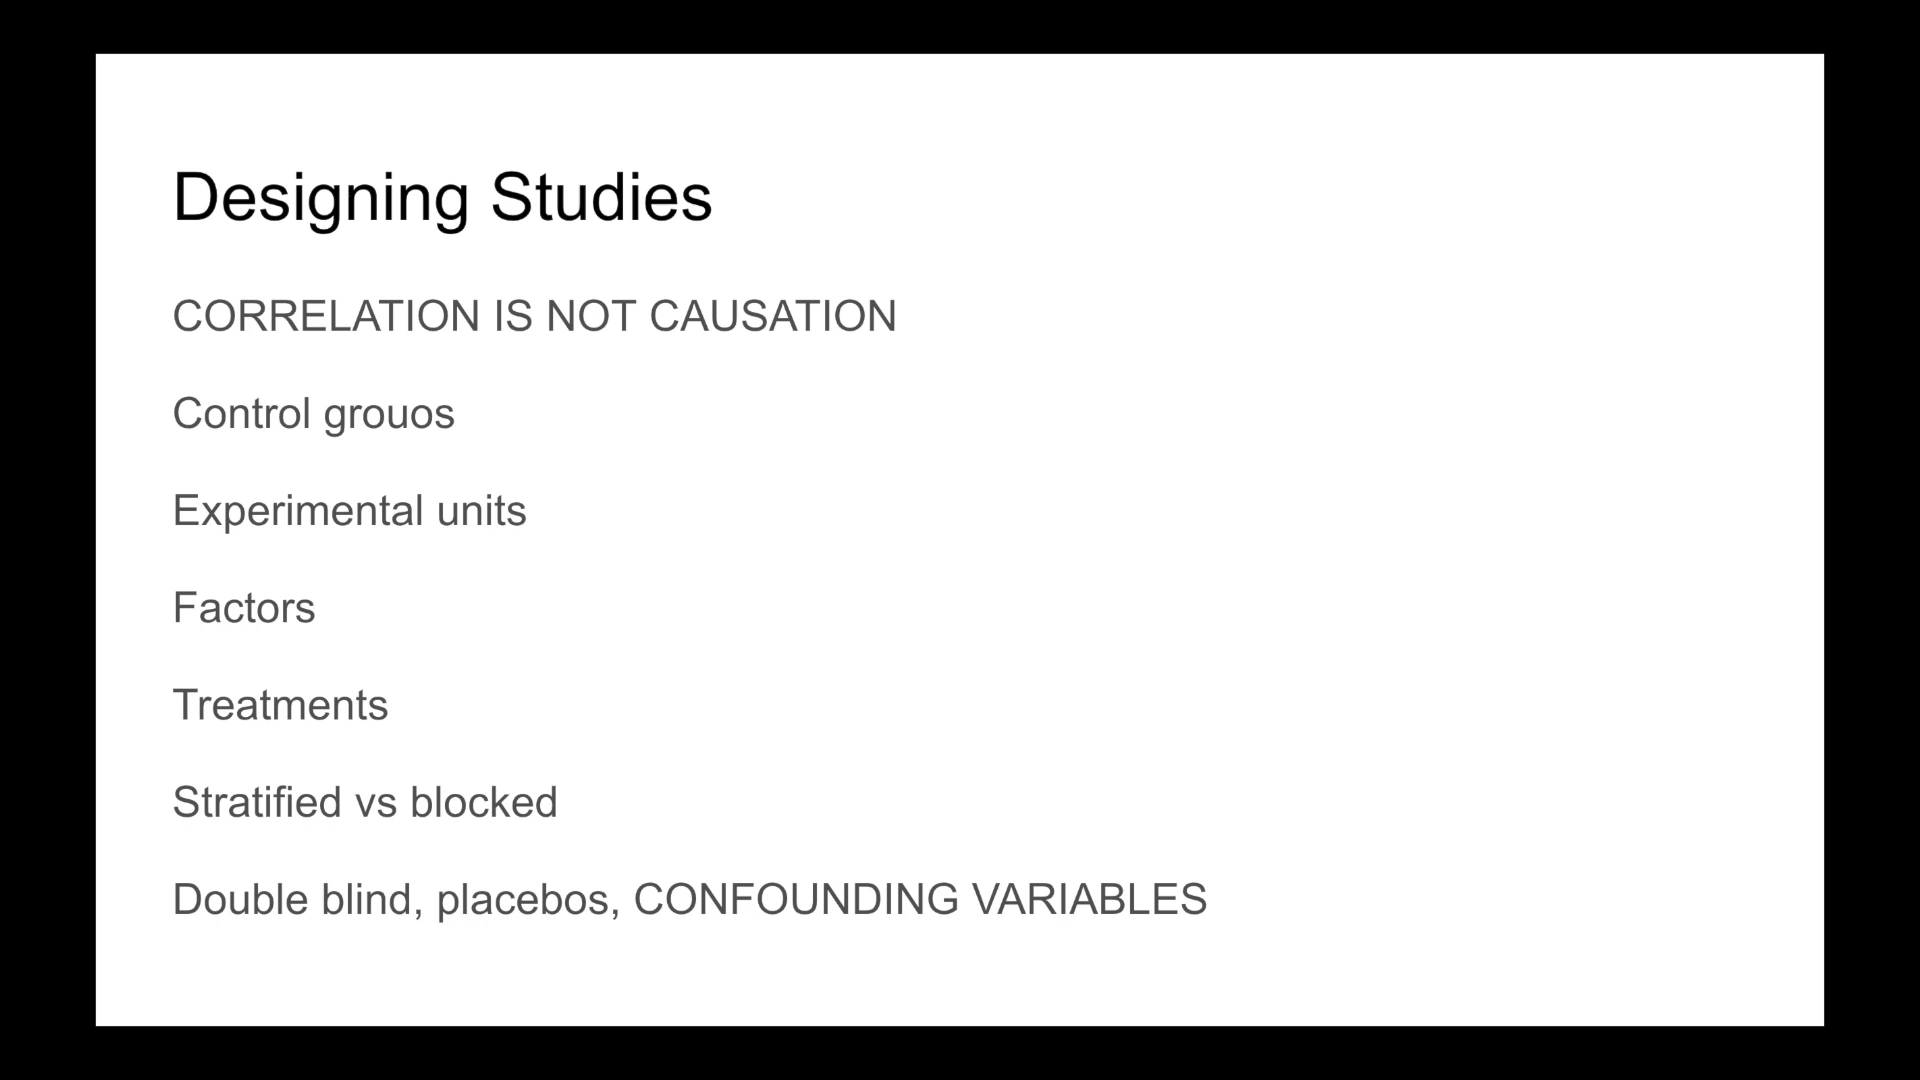 Designing Studies
CORRELATION IS NOT CAUSATION
Control grouos
Experimental units
Factors
Treatments
Stratified vs blocked
Double blind, placebos, CONFOUNDING VARIABLES